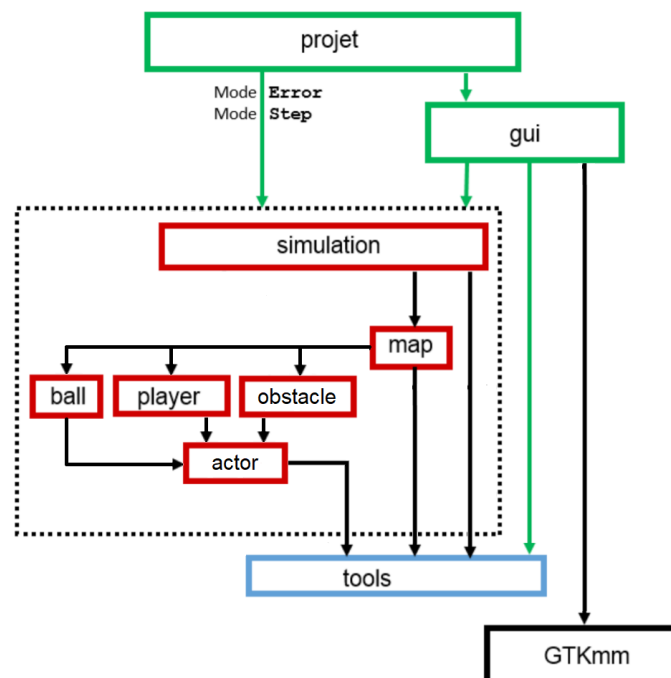 projet
Mode Error
Mode Step
gui
simulation
map
ball
player
obstacle
actor
tools
GTKmm